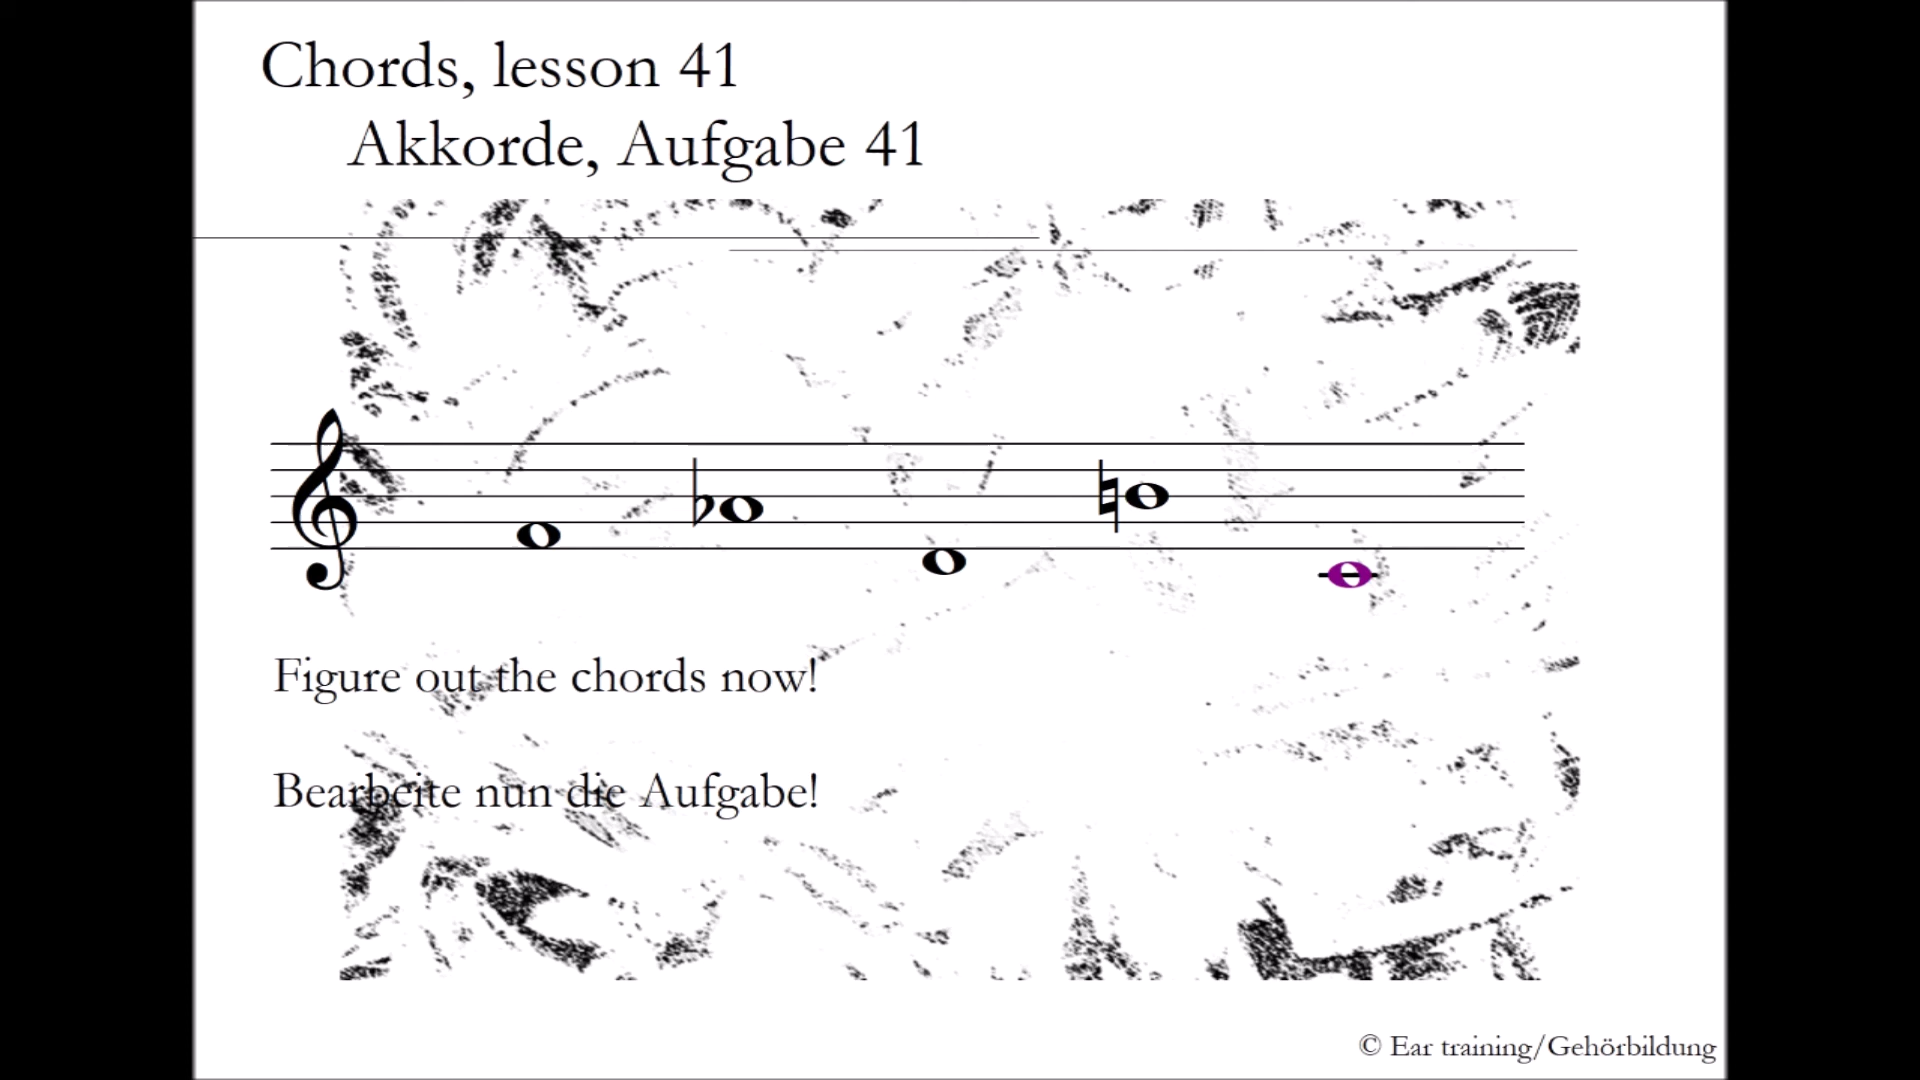 Chords, lesson 41
Akkorde, Aufgabe 41
Figure out the chords now!
Bearbeite nun die Aufgabe!
© Ear training/Gehörbildung